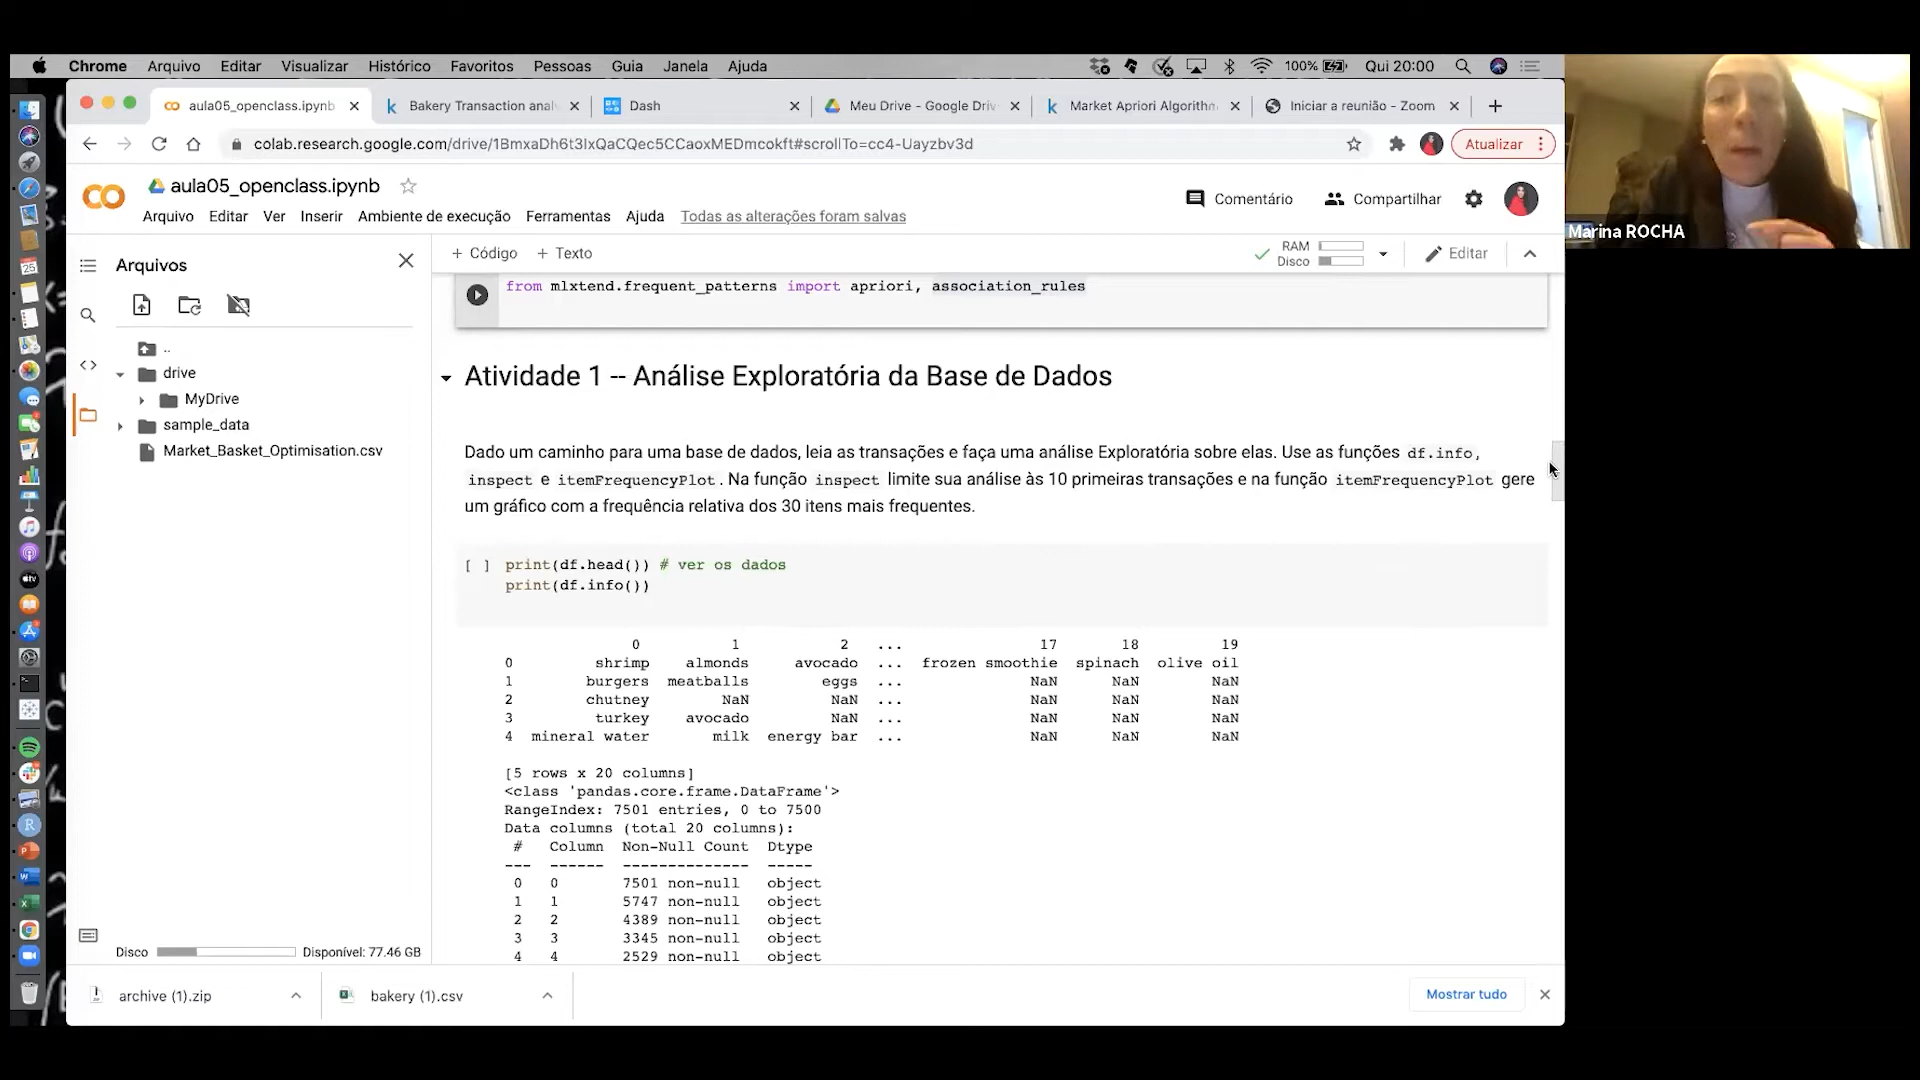 Chrome Arquivo Editar Visualizar Histórico Favoritos Pessoas Guia Janela Ajuda 100% Qui 20:00
aula05_openclass.ipynb Bakery Transaction anal Dash Meu Drive - Google Driv Market Apriori Algorithm Iniciar a reunião - Zoom
colab.research.google.com/drive/1BmxaDh6t3IxQaCQec5CCaoxMEDmcokft#scrollTo=cc4-Uayzbv3d
Atualizar
Marina ROCHA
aula05_openclass.ipynb
Comentário Compartilhar
Arquivo Editar Ver Inserir Ambiente de execução Ferramentas Ajuda Todas as alterações foram salvas
+ Código + Texto
RAM
Disco
Editar
Arquivos
..
drive
MyDrive
sample_data
Market_Basket_Optimisation.csv
Disco Disponível: 77.46 GB
from mlxtend.frequent_patterns import apriori, association_rules
Atividade 1 -- Análise Exploratória da Base de Dados
Dado um caminho para uma base de dados, leia as transações e faça uma análise Exploratória sobre elas. Use as funções df.info,
inspect e itemFrequencyPlot. Na função inspect limite sua análise às 10 primeiras transações e na função itemFrequencyPlot gere
um gráfico com a frequência relativa dos 30 itens mais frequentes.
[ ] print(df.head()) # ver os dados
print(df.info())
0 1 2 ... 17 18 19
0 shrimp almonds avocado ... frozen smoothie spinach olive oil
1 burgers meatballs eggs ... NaN NaN NaN
2 chutney NaN NaN ... NaN NaN NaN
3 turkey avocado NaN ... NaN NaN NaN
4 mineral water milk energy bar ... NaN NaN NaN
[5 rows x 20 columns]
<class 'pandas.core.frame.DataFrame'>
RangeIndex: 7501 entries, 0 to 7500
Data columns (total 20 columns):
# Column Non-Null Count Dtype
--- ------ -------------- -----
0 0 7501 non-null object
1 1 5747 non-null object
2 2 4389 non-null object
3 3 3345 non-null object
4 4 2529 non-null object
archive (1).zip bakery (1).csv Mostrar tudo